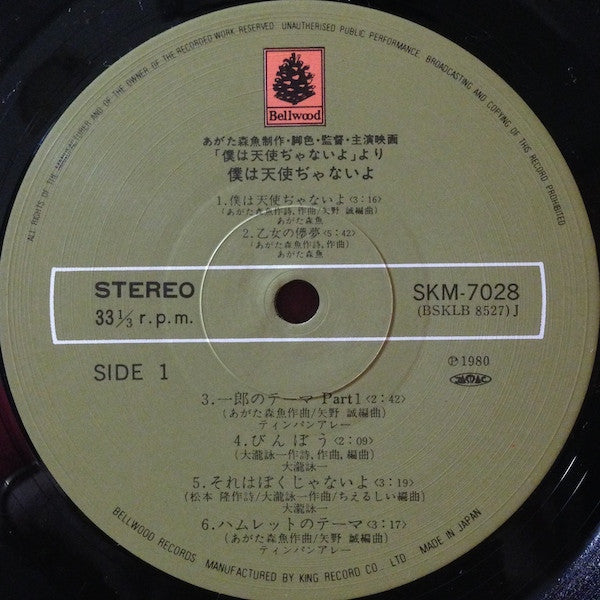 ALL RIGHTS OF THE MANUFACTURER AND OF THE OWNER OF THE RECORDED WORK RESERVED. UNAUTHORISED PUBLIC PERFORMANCE, BROADCASTING AND COPYING OF THIS RECORD PROHIBITED
Bellwood
あがた森魚制作・脚色・監督・主演映画
「僕は天使ぢゃないよ」より
僕は天使ぢゃないよ
1.僕は天使ぢゃないよ<3:16>
(あがた森魚作詩,作曲/矢野 誠編曲)
あがた森魚
2.乙女の儚夢<5:42>
(あがた森魚作詩,作曲)
あがた森魚
STEREO
33 1/3 r.p.m.
SKM-7028
(BSKLB 8527) J
SIDE 1
Ⓟ1980
3.一郎のテーマ Part1<2:42>
(あがた森魚作曲/矢野 誠編曲)
ティンパンアレー
4.びんぼう<2:09>
(大瀧詠一作詩,作曲,編曲)
大瀧詠一
5.それはぼくじゃないよ<3:19>
(松本 隆作詩/大瀧詠一作曲/ちえるしい編曲)
大瀧詠一
6.ハムレットのテーマ<3:17>
(あがた森魚作曲/矢野 誠編曲)
ティンパンアレー
BELLWOOD RECORDS MANUFACTURED BY KING RECORD CO., LTD. MADE IN JAPAN